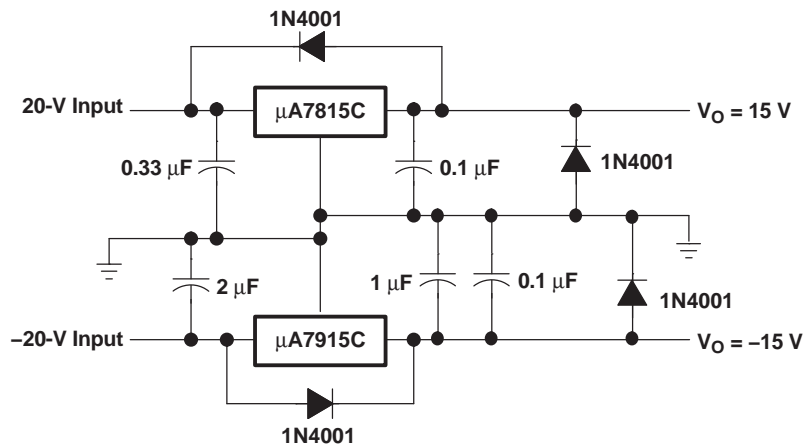 1N4001
20-V Input
μA7815C
V_O = 15 V
0.33 μF
0.1 μF
1N4001
2 μF
1 μF
0.1 μF
1N4001
–20-V Input
μA7915C
V_O = –15 V
1N4001